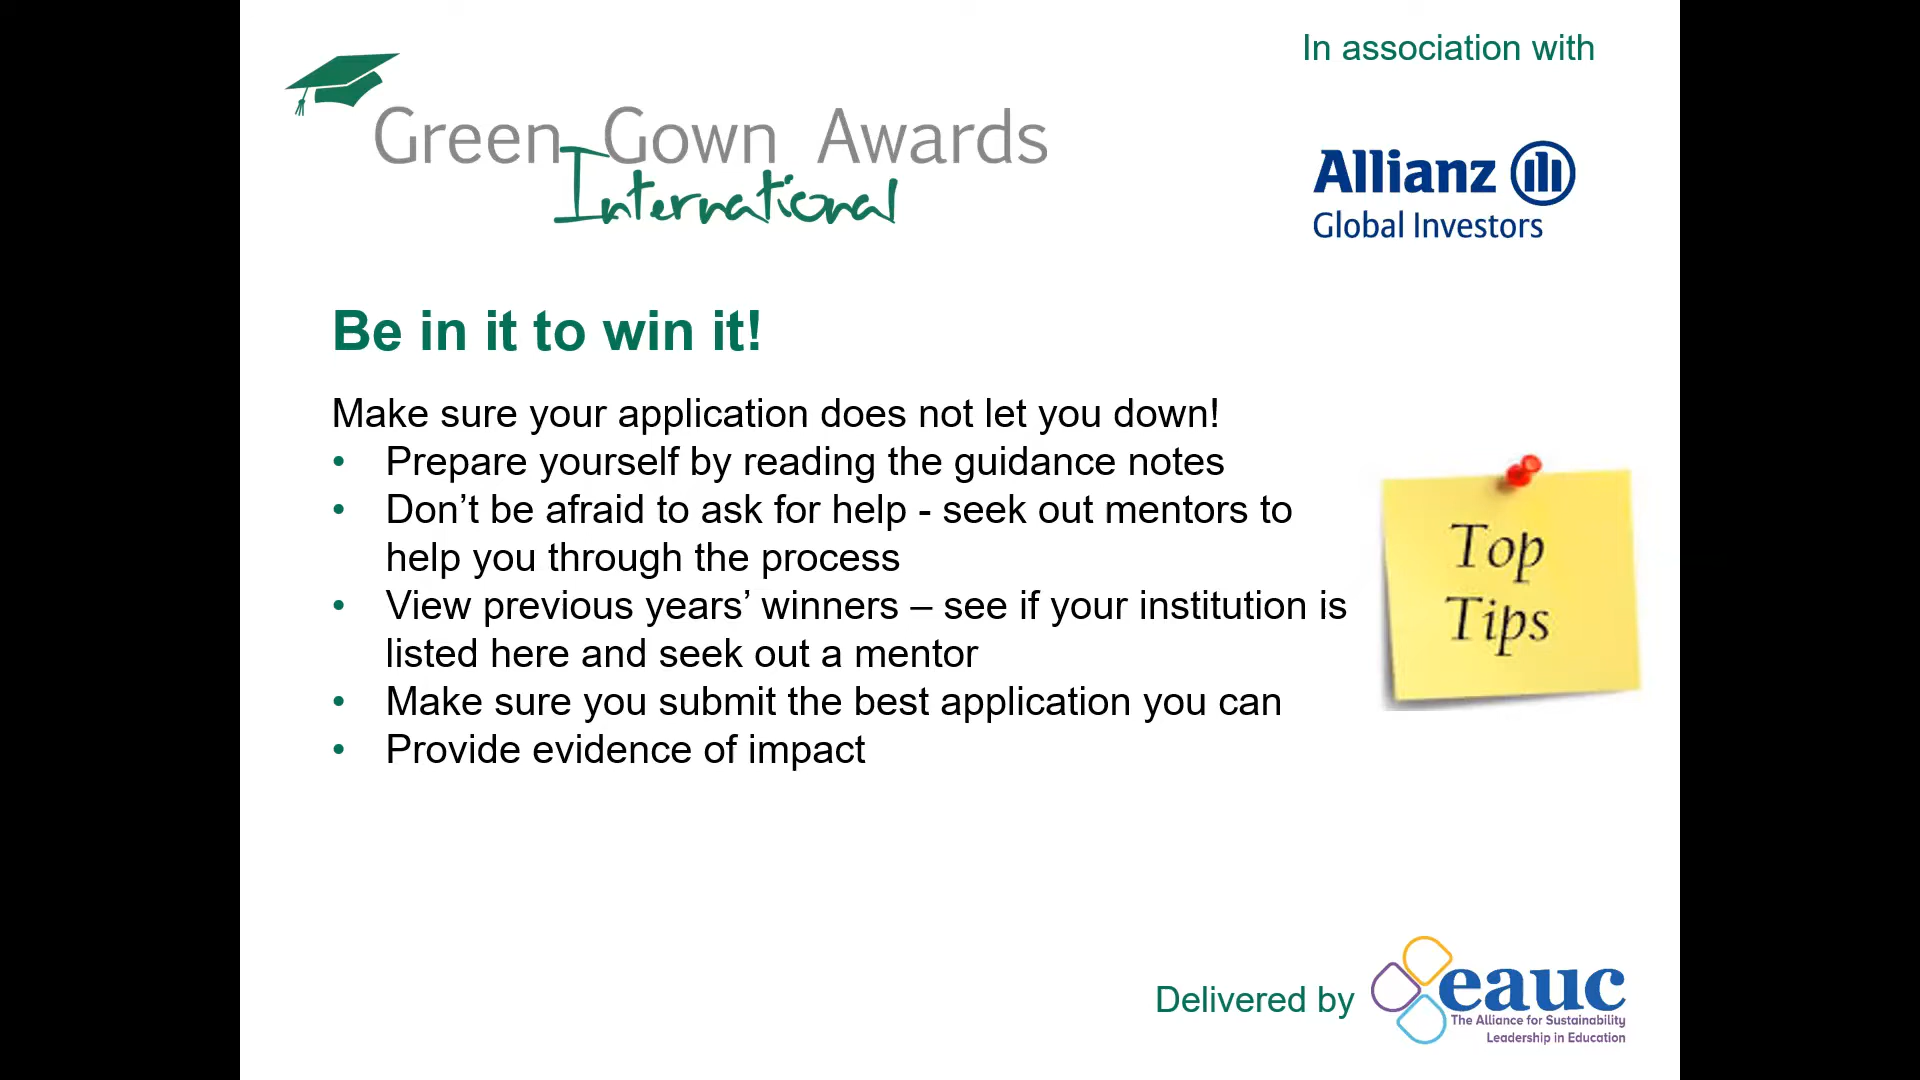 In association with
Green Gown Awards
International
Allianz
Global Investors
Be in it to win it!
Make sure your application does not let you down!
• Prepare yourself by reading the guidance notes
• Don’t be afraid to ask for help - seek out mentors to
help you through the process
• View previous years’ winners – see if your institution is
listed here and seek out a mentor
• Make sure you submit the best application you can
• Provide evidence of impact
Top
Tips
Delivered by
eauc
The Alliance for Sustainability
Leadership in Education